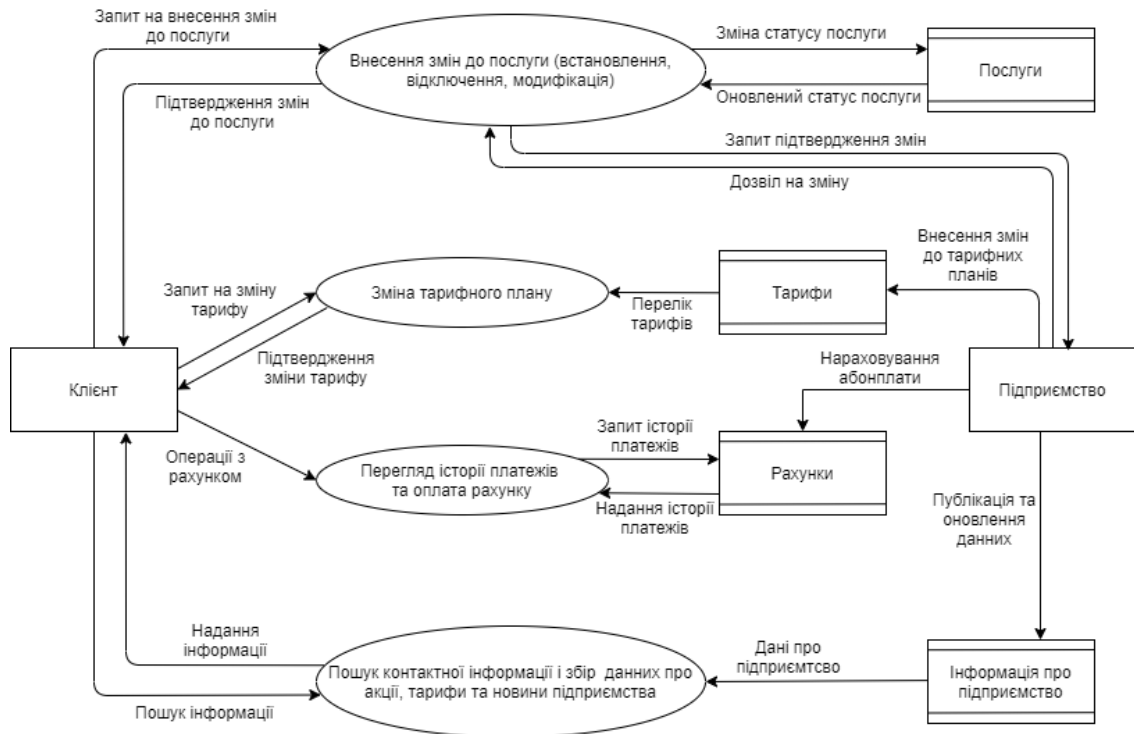 Запит на внесення змін
до послуги
Внесення змін до послуги (встановлення,
відключення, модифікація)
Зміна статусу послуги
Послуги
Оновлений статус послуги
Підтвердження змін
до послуги
Запит підтвердження змін
Дозвіл на зміну
Внесення змін
до тарифних
планів
Запит на зміну
тарифу
Зміна тарифного плану
Перелік
тарифів
Тарифи
Підтвердження
зміни тарифу
Клієнт
Нараховування
абонплати
Підприємство
Операції з
рахунком
Перегляд історії платежів
та оплата рахунку
Запит історії
платежів
Рахунки
Надання історії
платежів
Публікація та
оновлення
данних
Надання
інформації
Пошук контактної інформації і збір данних про
акції, тарифи та новини підприємства
Дані про
підприємтсво
Інформація про
підприємство
Пошук інформації